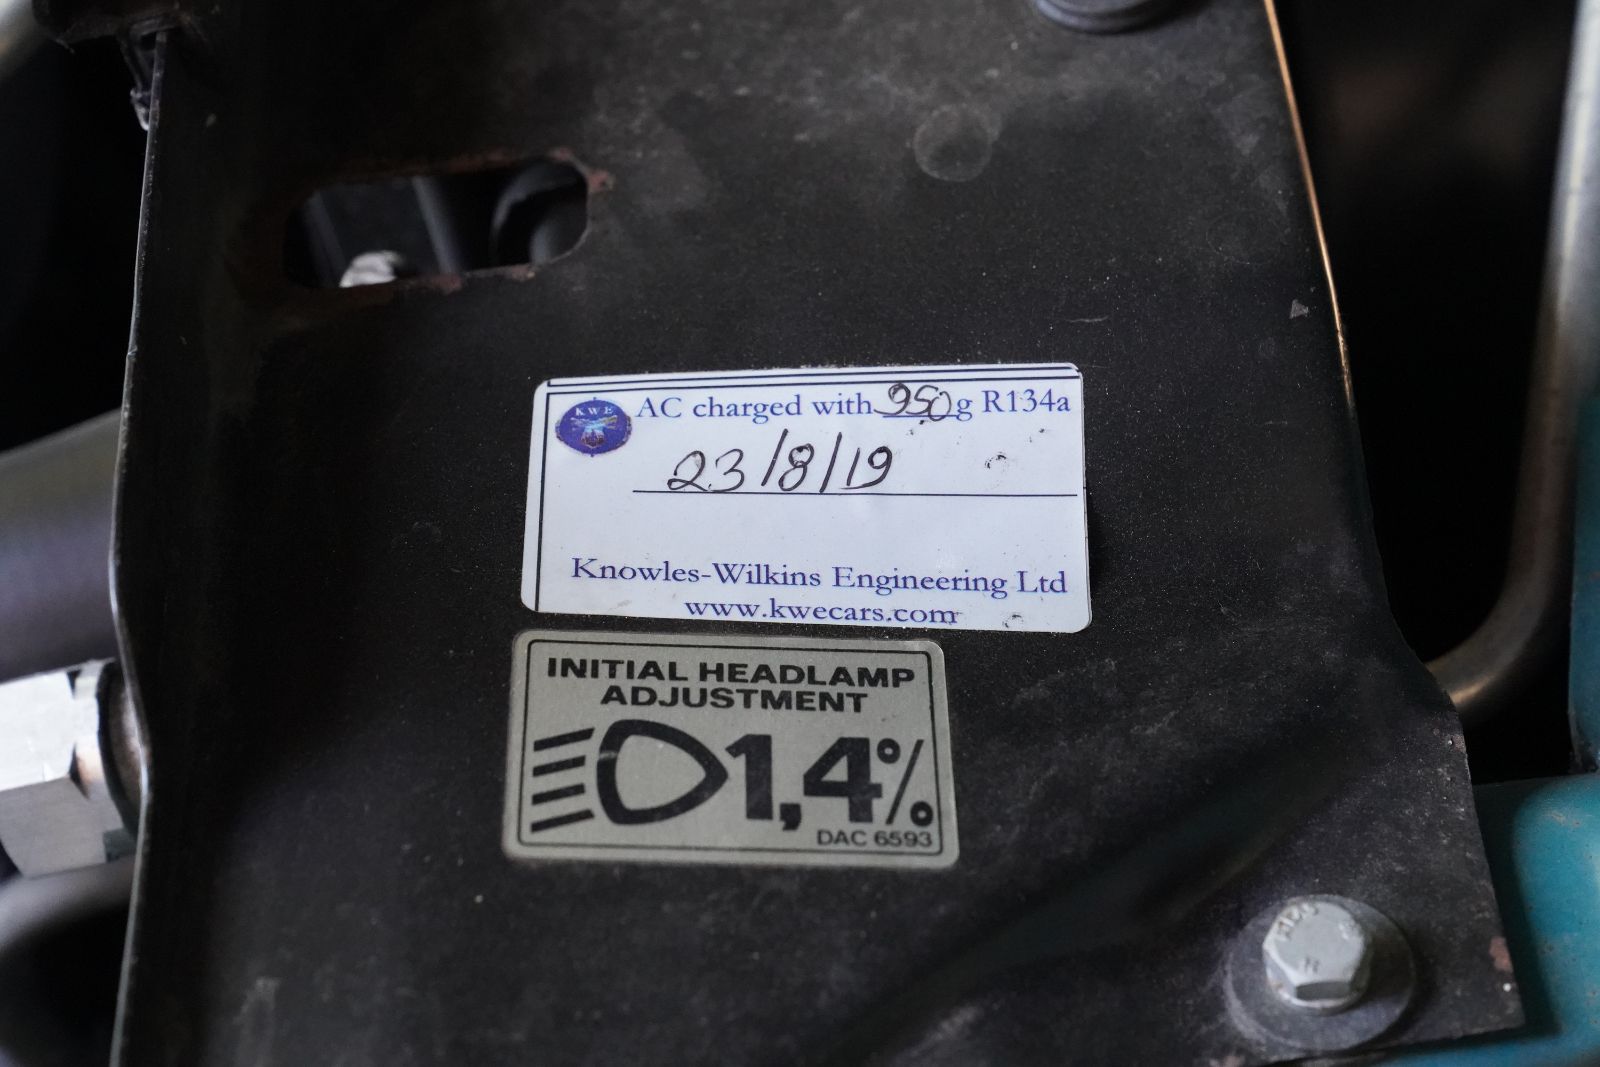 KWE
AC charged with 950g R134a
23/8/19
Knowles-Wilkins Engineering Ltd
www.kwecars.com
INITIAL HEADLAMP
ADJUSTMENT
1,4%
DAC 6593